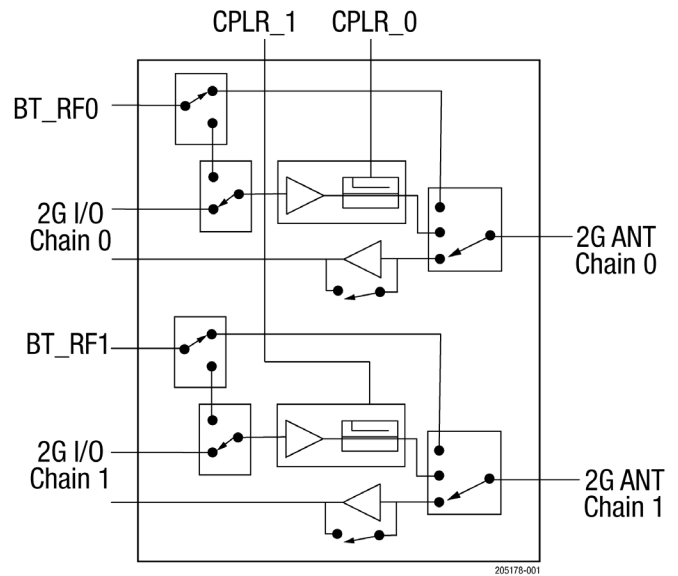 CPLR_1 CPLR_0
BT_RF0
2G I/O
Chain 0
2G ANT
Chain 0
BT_RF1
2G I/O
Chain 1
2G ANT
Chain 1
205178-001